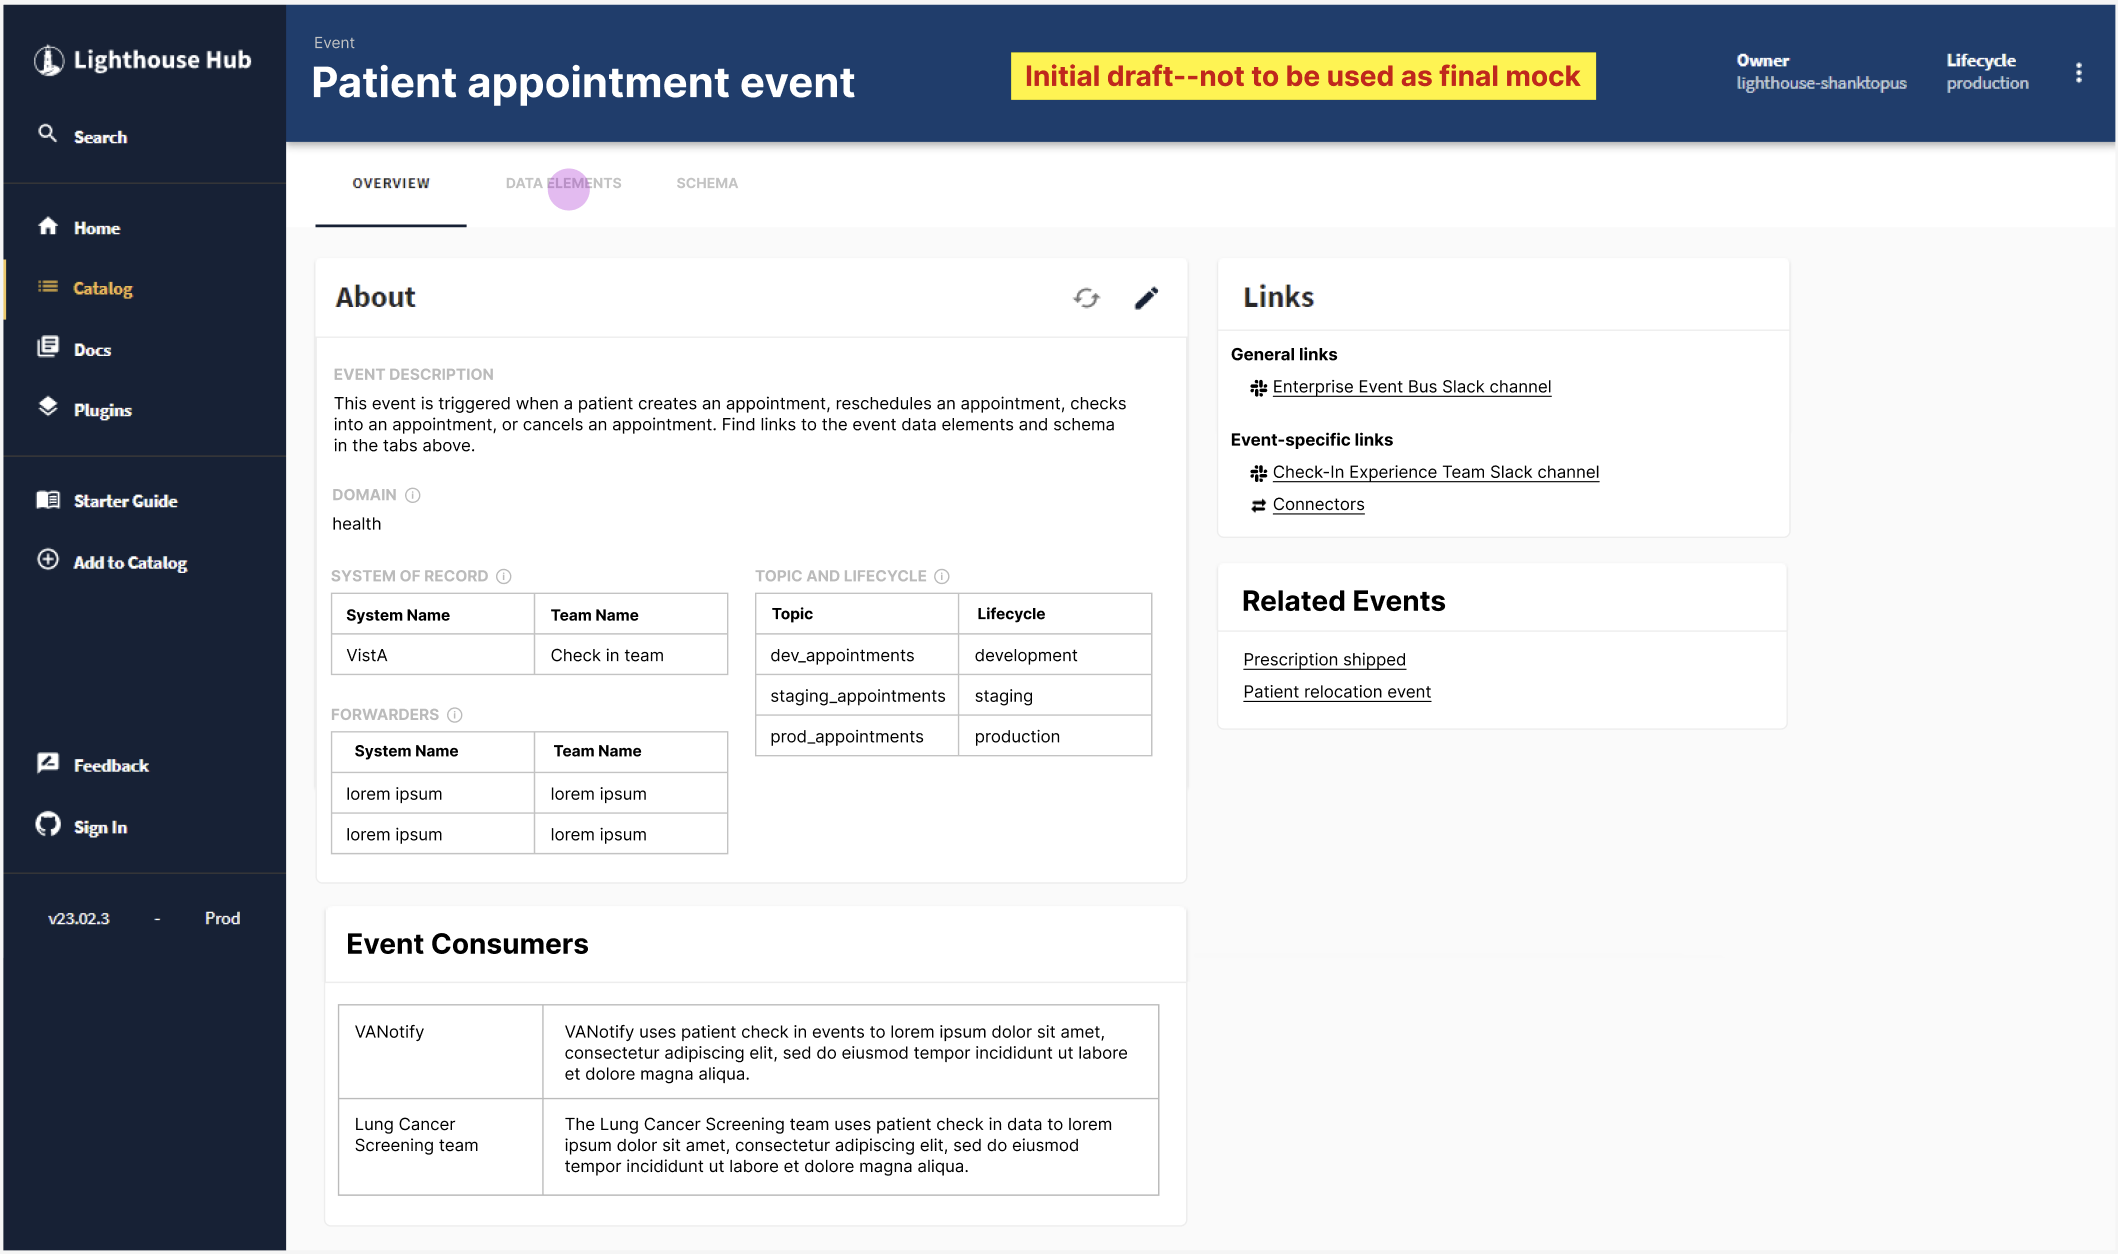 Lighthouse Hub
Search
Home
Catalog
Docs
Plugins
Starter Guide
Add to Catalog
Feedback
Sign In
v23.02.3 - Prod
Event
Patient appointment event
Initial draft--not to be used as final mock
Owner
lighthouse-shanktopus
Lifecycle
production
OVERVIEW
DATA ELEMENTS
SCHEMA
About
EVENT DESCRIPTION
This event is triggered when a patient creates an appointment, reschedules an appointment, checks
into an appointment, or cancels an appointment. Find links to the event data elements and schema
in the tabs above.
DOMAIN
health
SYSTEM OF RECORD
System Name Team Name
VistA Check in team
FORWARDERS
System Name Team Name
lorem ipsum lorem ipsum
lorem ipsum lorem ipsum
TOPIC AND LIFECYCLE
Topic Lifecycle
dev_appointments development
staging_appointments staging
prod_appointments production
Event Consumers
VANotify
VANotify uses patient check in events to lorem ipsum dolor sit amet,
consectetur adipiscing elit, sed do eiusmod tempor incididunt ut labore
et dolore magna aliqua.
Lung Cancer
Screening team
The Lung Cancer Screening team uses patient check in data to lorem
ipsum dolor sit amet, consectetur adipiscing elit, sed do eiusmod
tempor incididunt ut labore et dolore magna aliqua.
Links
General links
Enterprise Event Bus Slack channel
Event-specific links
Check-In Experience Team Slack channel
Connectors
Related Events
Prescription shipped
Patient relocation event